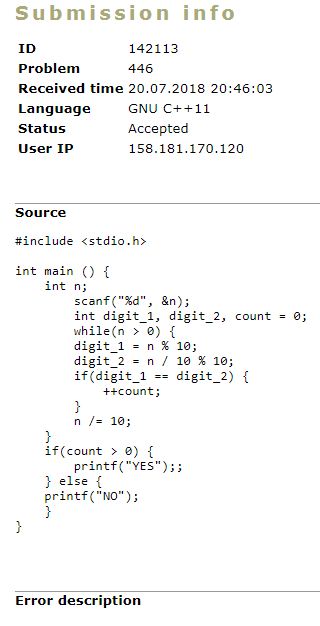 Submission info
ID 142113
Problem 446
Received time 20.07.2018 20:46:03
Language GNU C++11
Status Accepted
User IP 158.181.170.120
Source
#include <stdio.h>
int main () {
int n;
scanf("%d", &n);
int digit_1, digit_2, count = 0;
while(n > 0) {
digit_1 = n % 10;
digit_2 = n / 10 % 10;
if(digit_1 == digit_2) {
++count;
}
n /= 10;
}
if(count > 0) {
printf("YES");;
} else {
printf("NO");
}
}
Error description